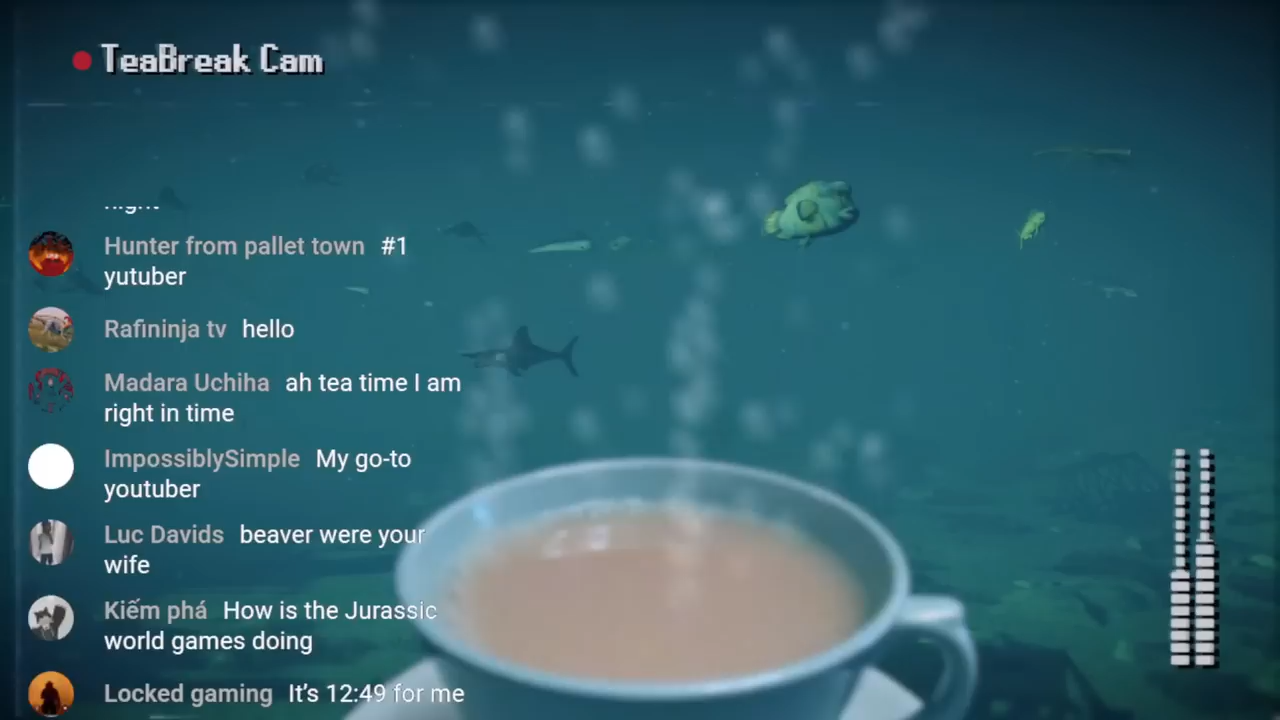 TeaBreak Cam
Hunter from pallet town #1
yutuber
Rafininja tv hello
Madara Uchiha ah tea time I am
right in time
ImpossiblySimple My go-to
youtuber
Luc Davids beaver were your
wife
Kiếm phá How is the Jurassic
world games doing
Locked gaming It's 12:49 for me